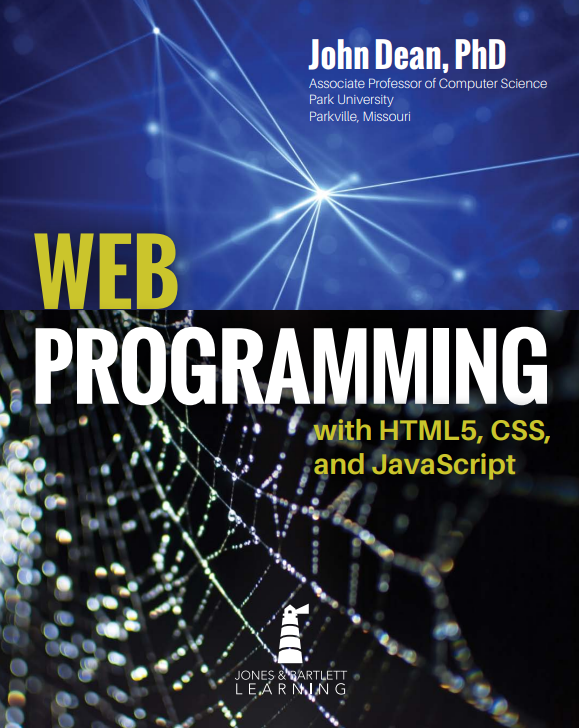 John Dean, PhD
Associate Professor of Computer Science
Park University
Parkville, Missouri
WEB
PROGRAMMING
with HTML5, CSS,
and JavaScript
JONES & BARTLETT
LEARNING